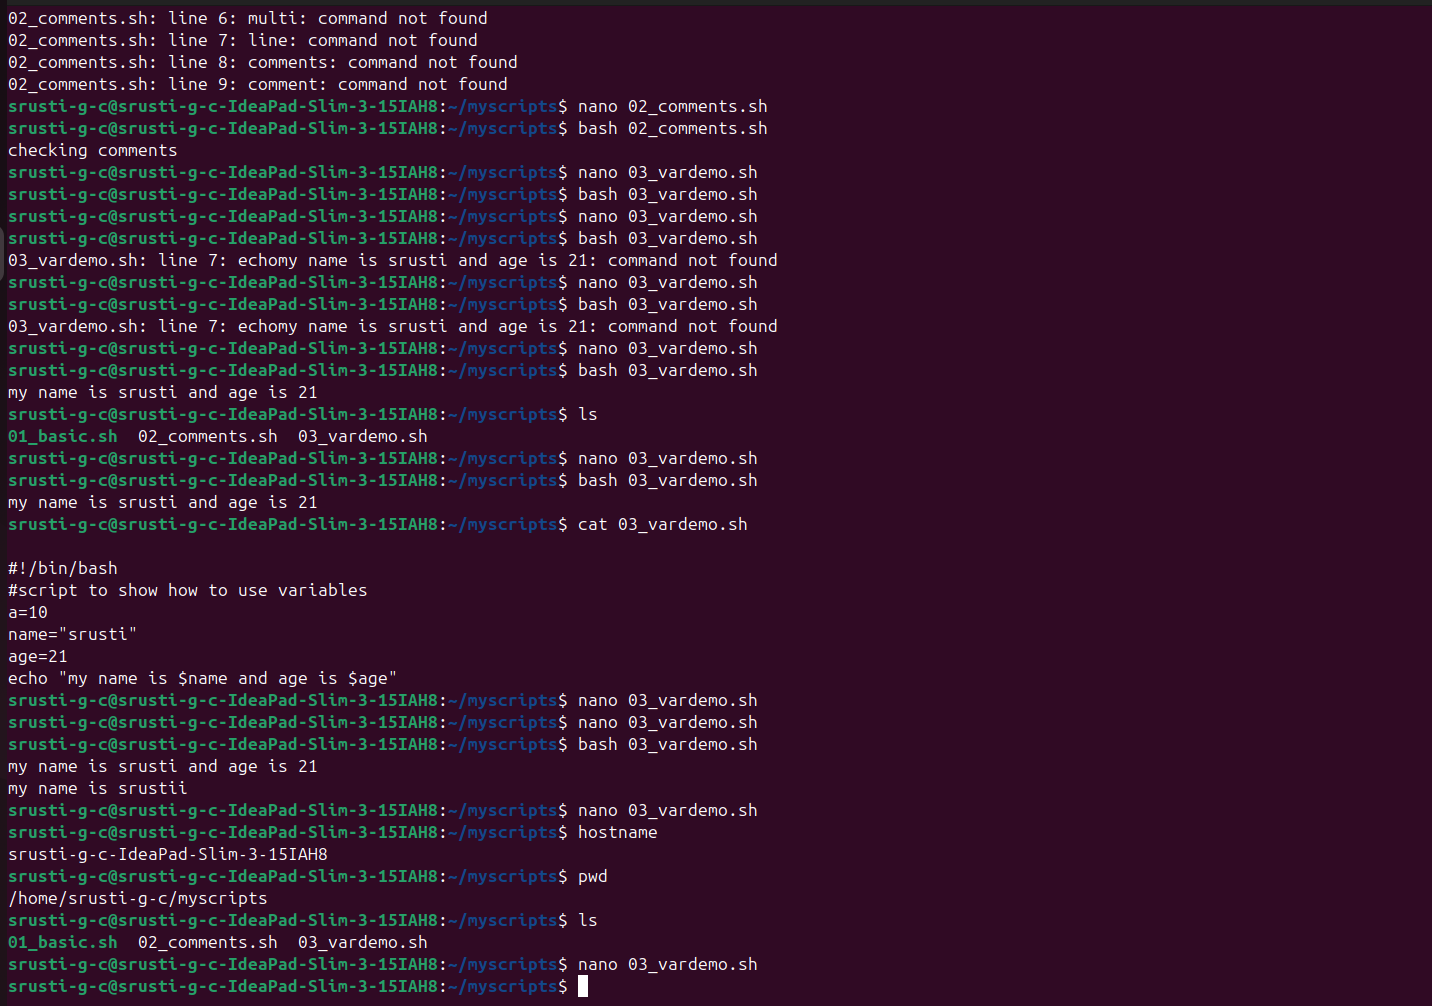 02_comments.sh: line 6: multi: command not found
02_comments.sh: line 7: line: command not found
02_comments.sh: line 8: comments: command not found
02_comments.sh: line 9: comment: command not found
srusti-g-c@srusti-g-c-IdeaPad-Slim-3-15IAH8:~/myscripts$ nano 02_comments.sh
srusti-g-c@srusti-g-c-IdeaPad-Slim-3-15IAH8:~/myscripts$ bash 02_comments.sh
checking comments
srusti-g-c@srusti-g-c-IdeaPad-Slim-3-15IAH8:~/myscripts$ nano 03_vardemo.sh
srusti-g-c@srusti-g-c-IdeaPad-Slim-3-15IAH8:~/myscripts$ bash 03_vardemo.sh
srusti-g-c@srusti-g-c-IdeaPad-Slim-3-15IAH8:~/myscripts$ nano 03_vardemo.sh
srusti-g-c@srusti-g-c-IdeaPad-Slim-3-15IAH8:~/myscripts$ bash 03_vardemo.sh
03_vardemo.sh: line 7: echomy name is srusti and age is 21: command not found
srusti-g-c@srusti-g-c-IdeaPad-Slim-3-15IAH8:~/myscripts$ nano 03_vardemo.sh
srusti-g-c@srusti-g-c-IdeaPad-Slim-3-15IAH8:~/myscripts$ bash 03_vardemo.sh
03_vardemo.sh: line 7: echomy name is srusti and age is 21: command not found
srusti-g-c@srusti-g-c-IdeaPad-Slim-3-15IAH8:~/myscripts$ nano 03_vardemo.sh
srusti-g-c@srusti-g-c-IdeaPad-Slim-3-15IAH8:~/myscripts$ bash 03_vardemo.sh
my name is srusti and age is 21
srusti-g-c@srusti-g-c-IdeaPad-Slim-3-15IAH8:~/myscripts$ ls
01_basic.sh  02_comments.sh  03_vardemo.sh
srusti-g-c@srusti-g-c-IdeaPad-Slim-3-15IAH8:~/myscripts$ nano 03_vardemo.sh
srusti-g-c@srusti-g-c-IdeaPad-Slim-3-15IAH8:~/myscripts$ bash 03_vardemo.sh
my name is srusti and age is 21
srusti-g-c@srusti-g-c-IdeaPad-Slim-3-15IAH8:~/myscripts$ cat 03_vardemo.sh

#!/bin/bash
#script to show how to use variables
a=10
name="srusti"
age=21
echo "my name is $name and age is $age"
srusti-g-c@srusti-g-c-IdeaPad-Slim-3-15IAH8:~/myscripts$ nano 03_vardemo.sh
srusti-g-c@srusti-g-c-IdeaPad-Slim-3-15IAH8:~/myscripts$ nano 03_vardemo.sh
srusti-g-c@srusti-g-c-IdeaPad-Slim-3-15IAH8:~/myscripts$ bash 03_vardemo.sh
my name is srusti and age is 21
my name is srustii
srusti-g-c@srusti-g-c-IdeaPad-Slim-3-15IAH8:~/myscripts$ nano 03_vardemo.sh
srusti-g-c@srusti-g-c-IdeaPad-Slim-3-15IAH8:~/myscripts$ hostname
srusti-g-c-IdeaPad-Slim-3-15IAH8
srusti-g-c@srusti-g-c-IdeaPad-Slim-3-15IAH8:~/myscripts$ pwd
/home/srusti-g-c/myscripts
srusti-g-c@srusti-g-c-IdeaPad-Slim-3-15IAH8:~/myscripts$ ls
01_basic.sh  02_comments.sh  03_vardemo.sh
srusti-g-c@srusti-g-c-IdeaPad-Slim-3-15IAH8:~/myscripts$ nano 03_vardemo.sh
srusti-g-c@srusti-g-c-IdeaPad-Slim-3-15IAH8:~/myscripts$